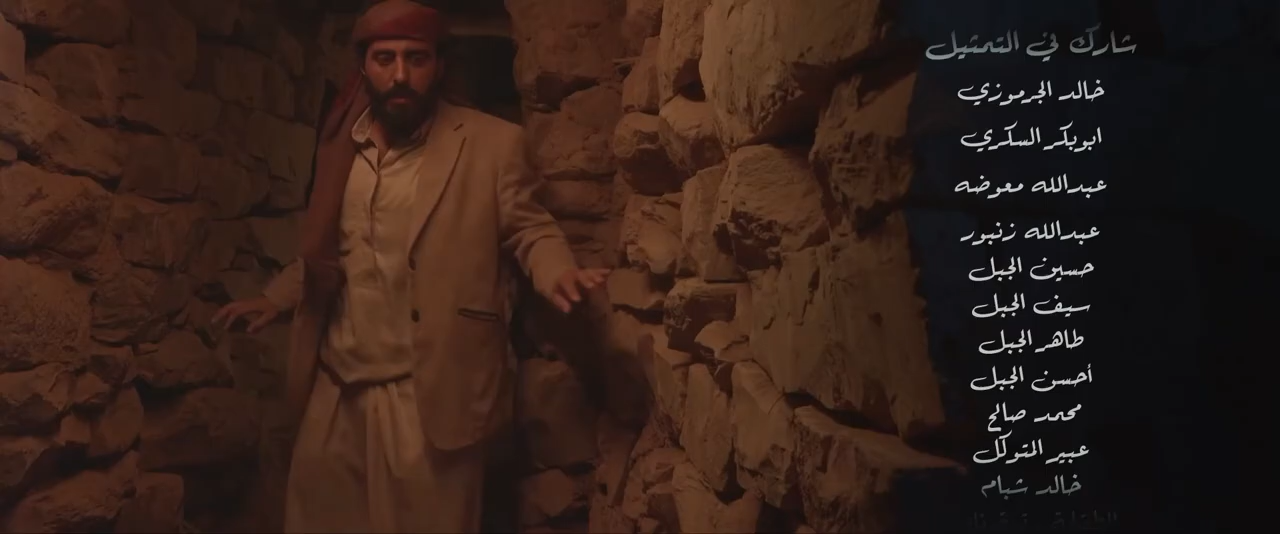 شارك في التمثيل
خالد الجرموزي
ابوبكر السكري
عبدالله معوضه
عبدالله زنبور
حسين الجبل
سيف الجبل
طاهر الجبل
أحسن الجبل
محمد صالح
عبير المتوكل
خالد شبام